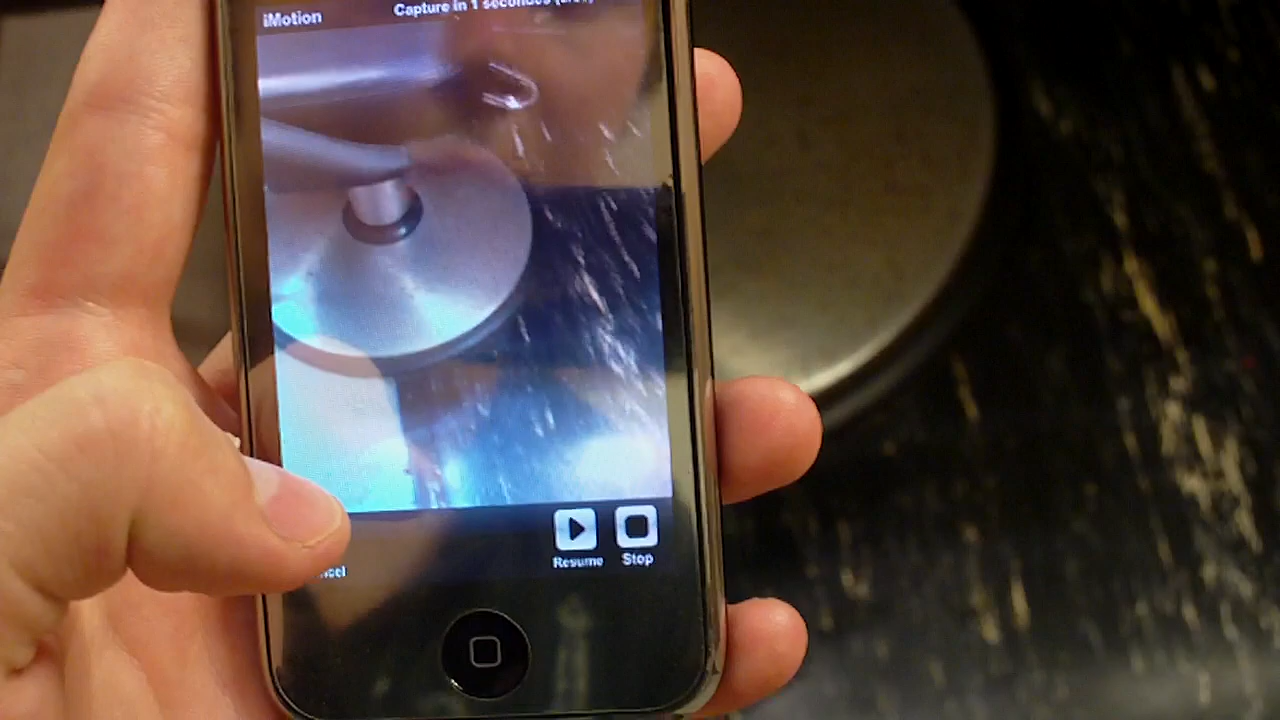 iMotion
Capture in 1 seconds
Resume
Stop